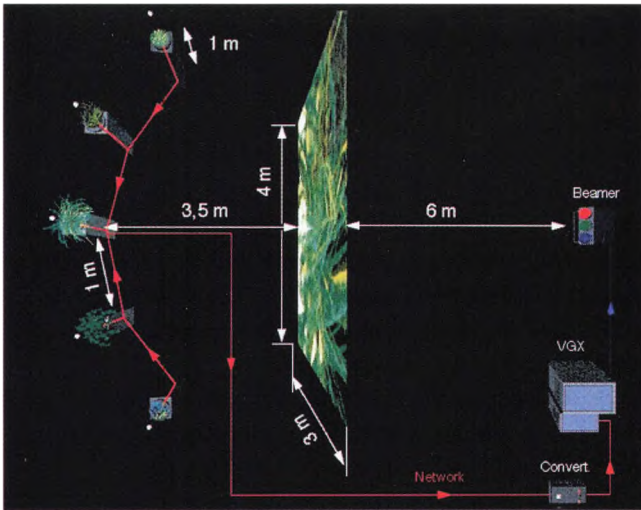 1 m
4 m
3,5 m
6 m
Beamer
1 m
VGX
3 m
Network
Convert.